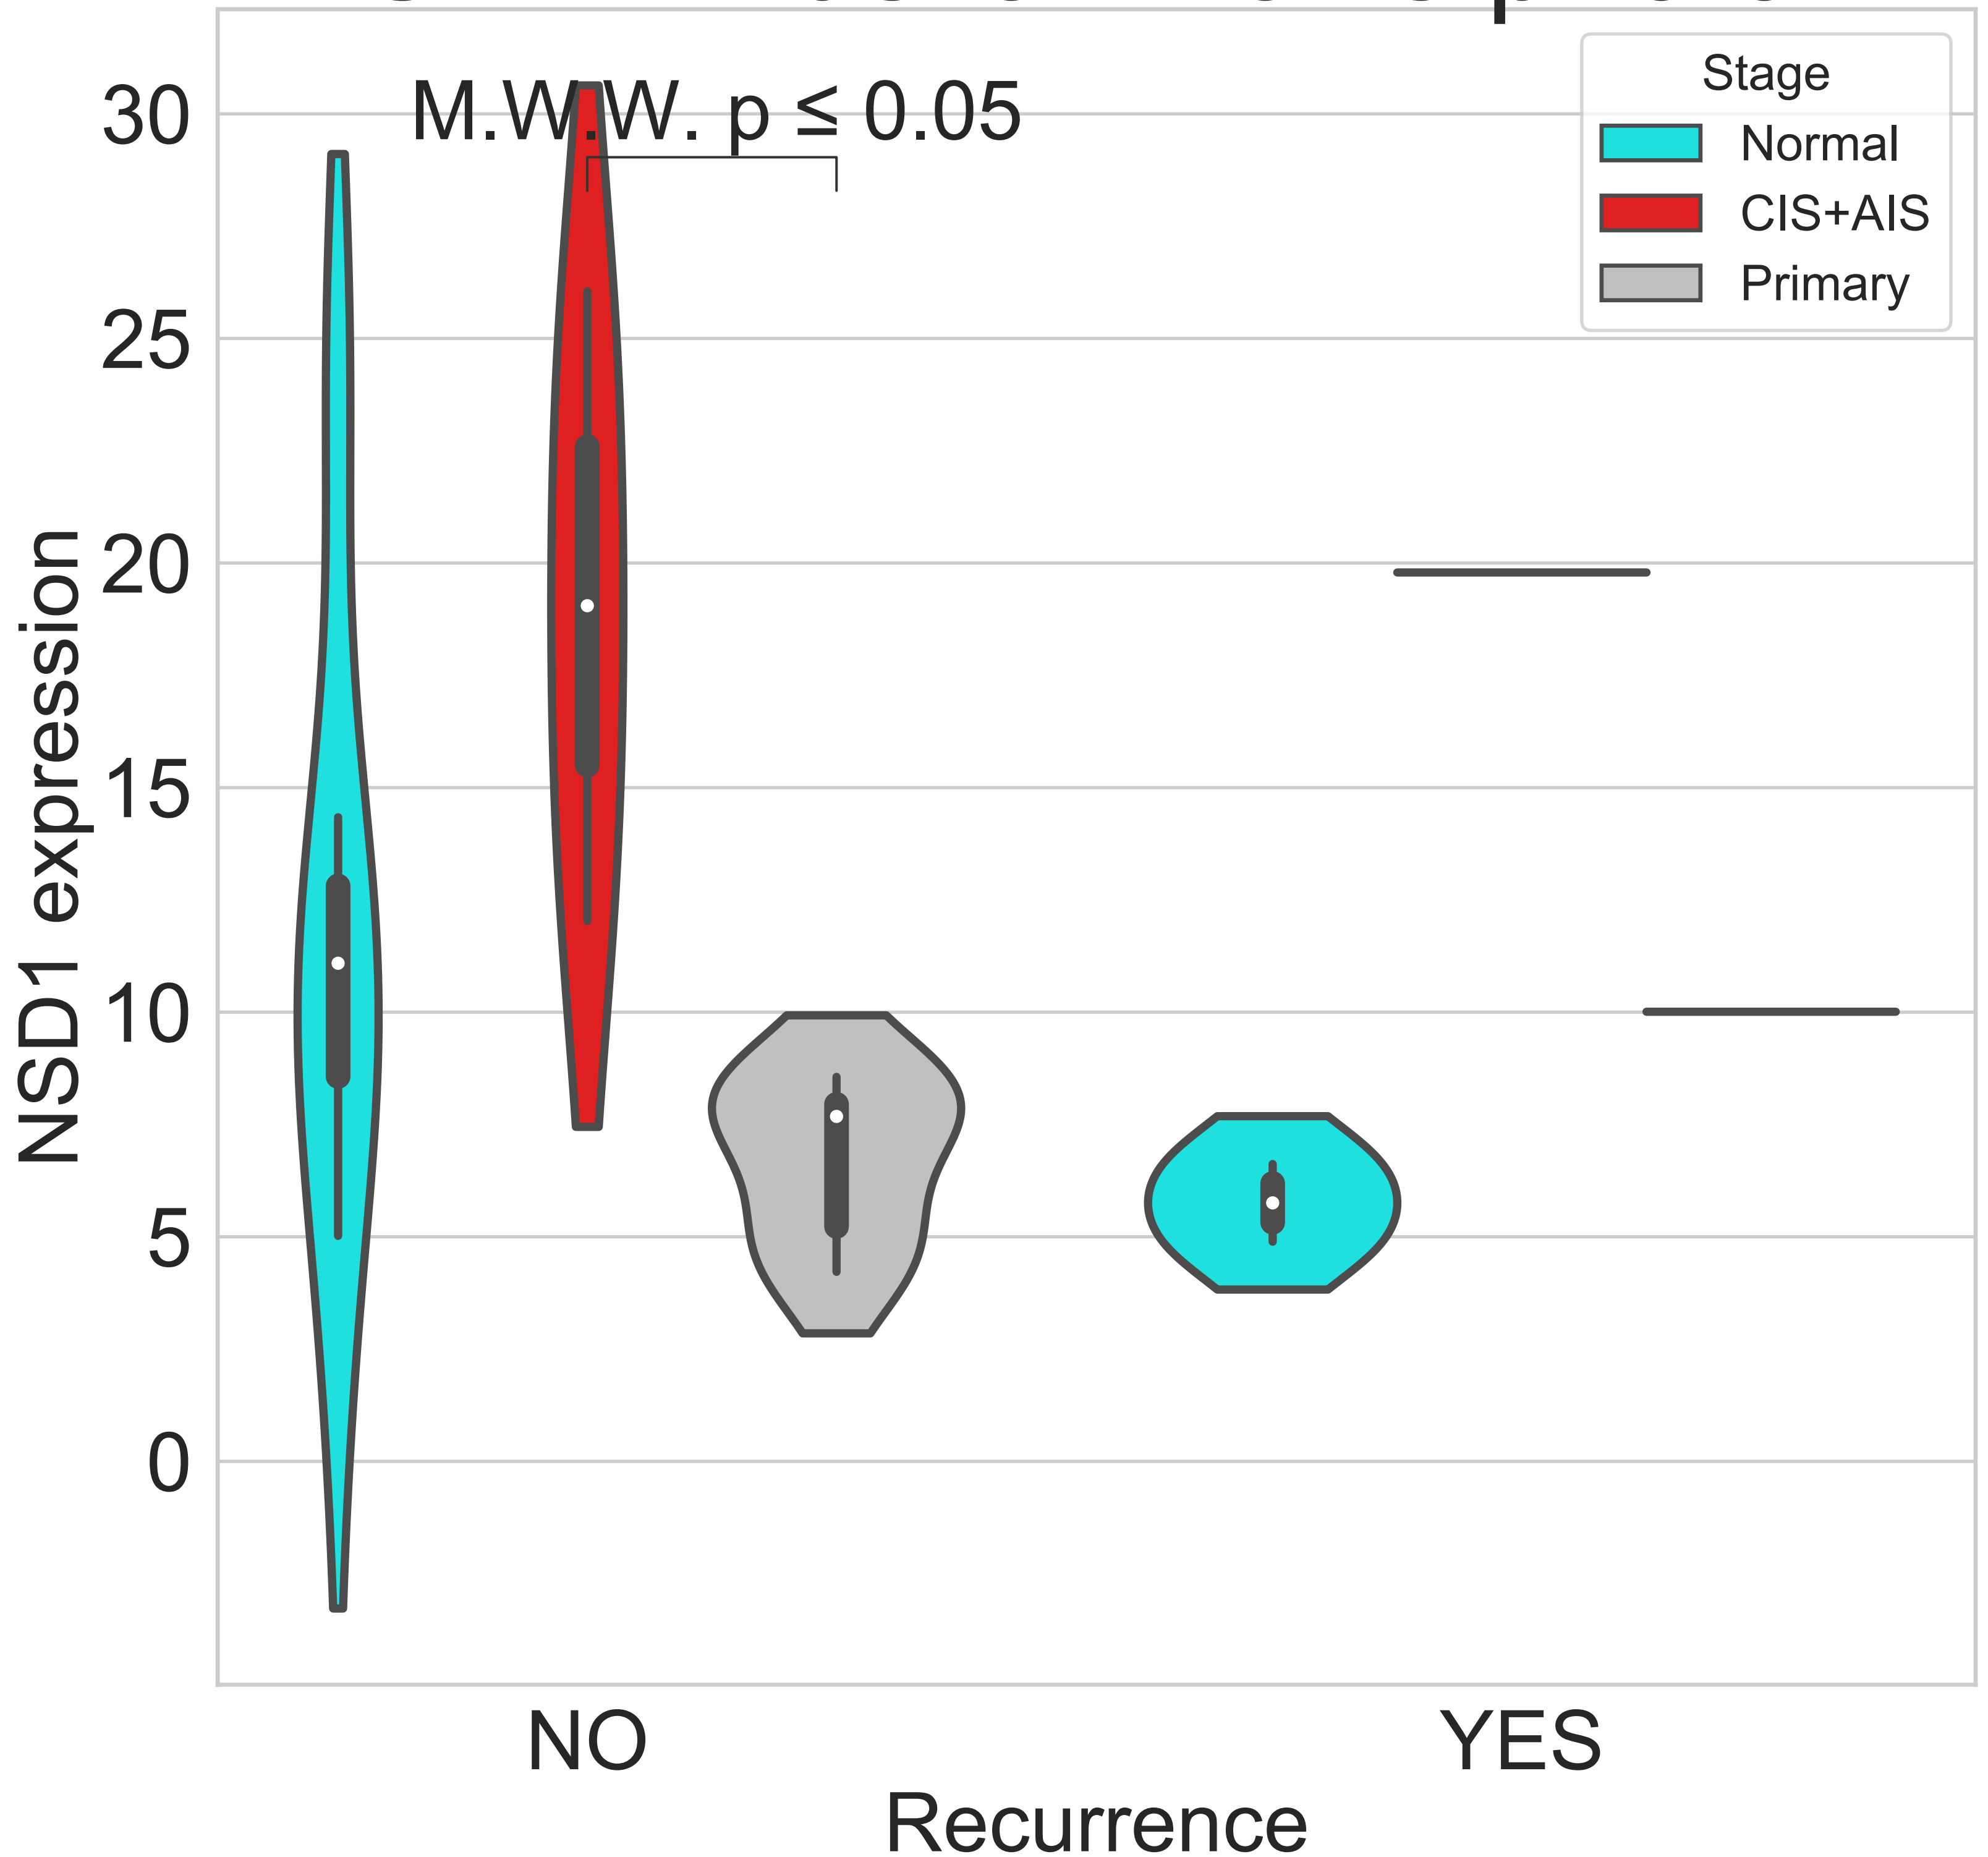 M.W.W. p ≤ 0.05
Stage
Normal
CIS+AIS
Primary
30
25
20
15
10
5
0
NSD1 expression
NO
YES
Recurrence